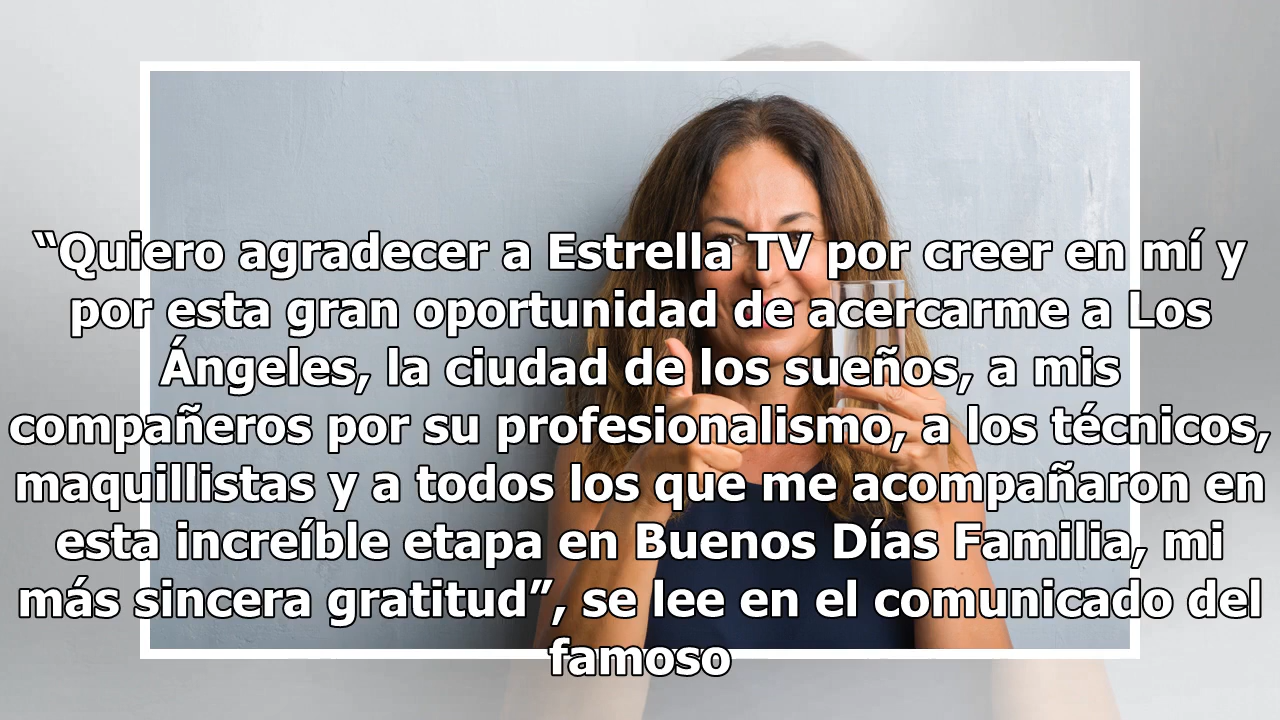 “Quiero agradecer a Estrella TV por creer en mí y
por esta gran oportunidad de acercarme a Los
Ángeles, la ciudad de los sueños, a mis
compañeros por su profesionalismo, a los técnicos,
maquillistas y a todos los que me acompañaron en
esta increíble etapa en Buenos Días Familia, mi
más sincera gratitud”, se lee en el comunicado del
famoso